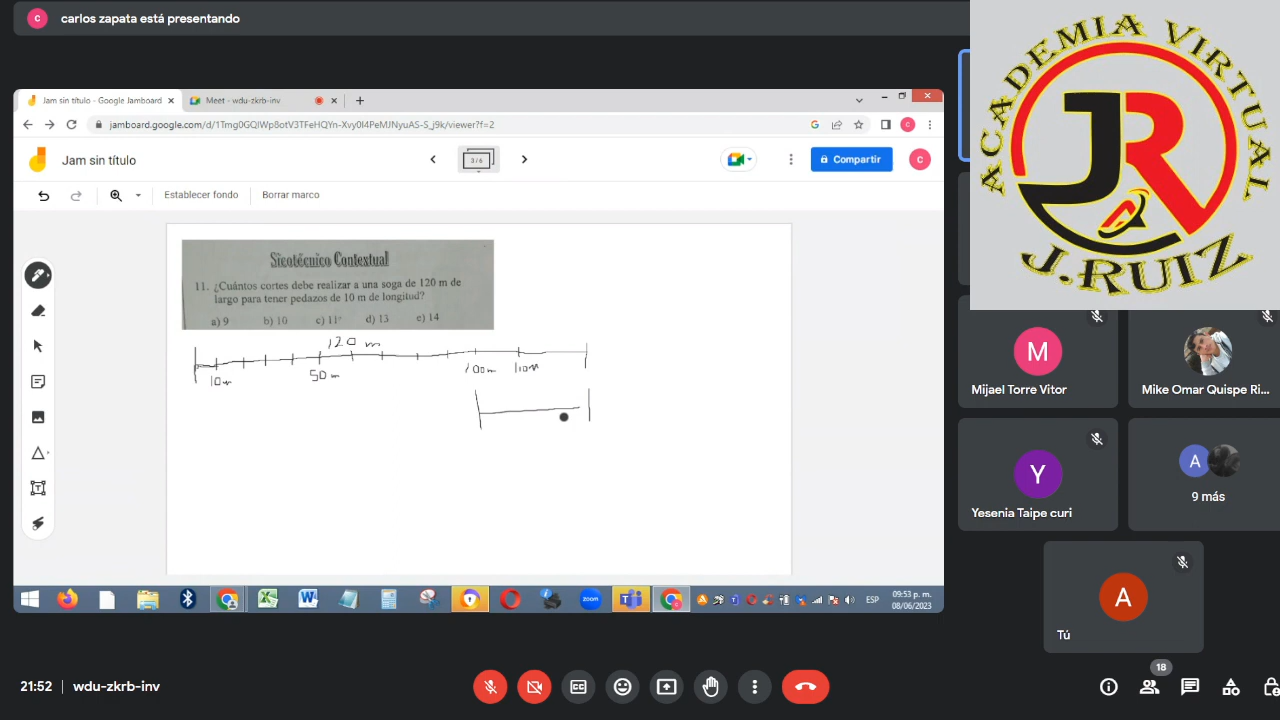 carlos zapata está presentando
Jam sin título - Google Jamboard
Meet - wdu-zkrb-inv
jamboard.google.com/d/1Tmg0GQIWp8otV3TFeHQYn-Xvy0I4PeMJNyuAS-S_j9k/viewer?f=2
Jam sin título
3/6
Compartir
C
Establecer fondo
Borrar marco
Sicotécnico Contextual
11. ¿Cuántos cortes debe realizar a una soga de 120 m de
largo para tener pedazos de 10 m de longitud?
a) 9 b) 10 c) 11 d) 13 e) 14
120 m
10m
50 m
100m
110m
zoom
ESP
09:53 p. m.
08/06/2023
ACADEMIA VIRTUAL
JR
J.RUIZ
M
Mijael Torre Vitor
Mike Omar Quispe Ri...
Y
Yesenia Taipe curi
A
9 más
A
Tú
21:52 | wdu-zkrb-inv
18